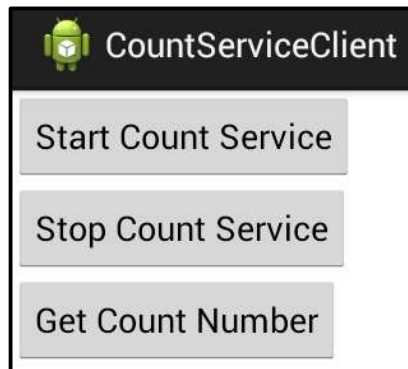 CountServiceClient
Start Count Service
Stop Count Service
Get Count Number